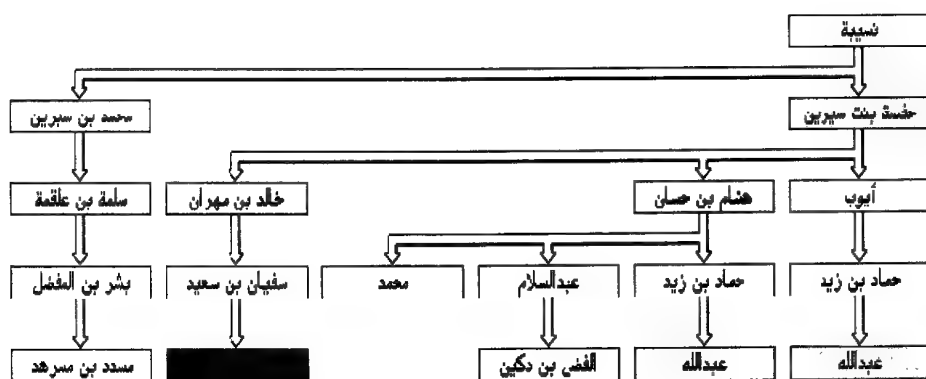 نسيبة
حفصة بنت سيرين
محمد بن سيرين
أيوب
هشام بن حسان
خالد بن مهران
سلمة بن علقمة
حماد بن زيد
حماد بن زيد
عبدالسلام
محمد
سفيان بن سعيد
بشر بن المفضل
عبدالله
عبدالله
الفضى بن دكين
مسدد بن مسرهد